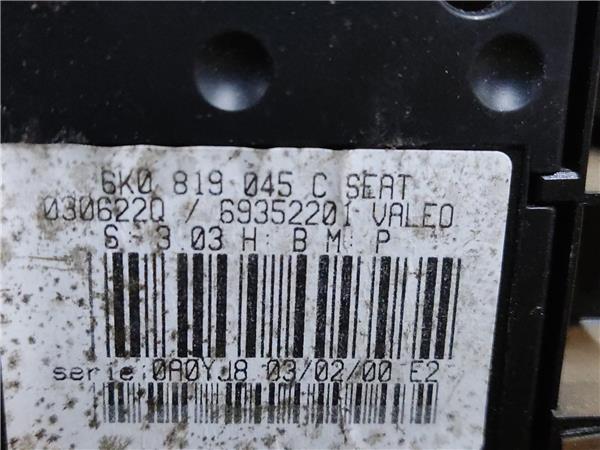 6K0 819 045 C SEAT
030622Q / 69352201 VALEO
S - 3 03 H B M P
serie:0A0YJ8 03/02/00 E2